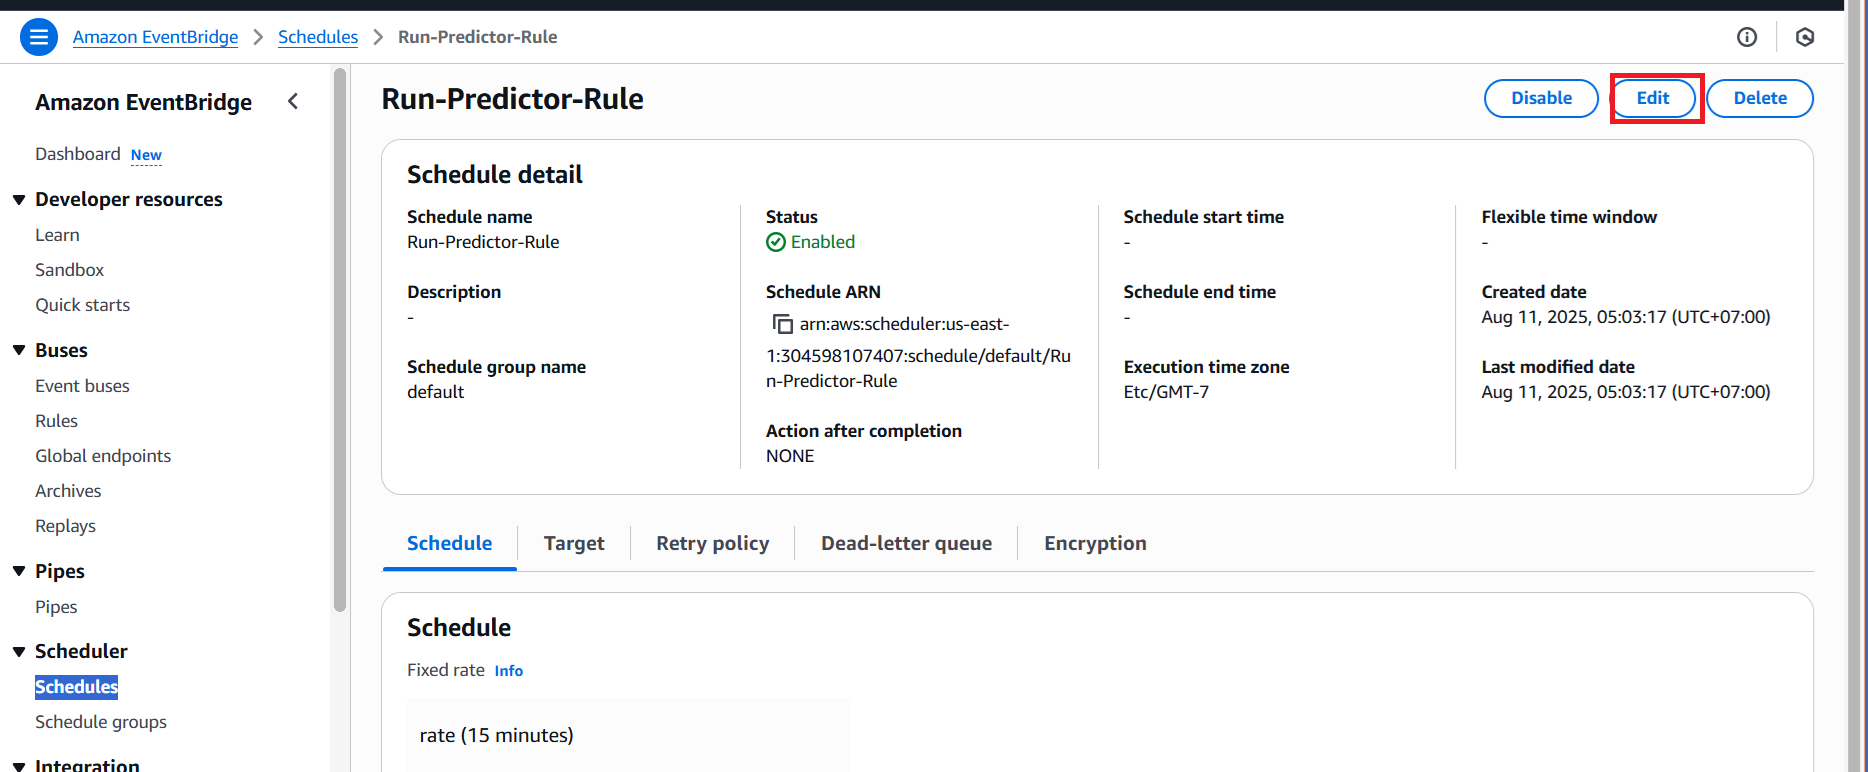 Amazon EventBridge > Schedules > Run-Predictor-Rule
Amazon EventBridge
Dashboard New
Developer resources
Learn
Sandbox
Quick starts
Buses
Event buses
Rules
Global endpoints
Archives
Replays
Pipes
Pipes
Scheduler
Schedules
Schedule groups
Integration
Run-Predictor-Rule
Disable
Edit
Delete
Schedule detail
Schedule name
Run-Predictor-Rule
Description
-
Schedule group name
default
Status
Enabled
Schedule ARN
arn:aws:scheduler:us-east-
1:304598107407:schedule/default/Ru
n-Predictor-Rule
Action after completion
NONE
Schedule start time
-
Schedule end time
-
Execution time zone
Etc/GMT-7
Flexible time window
-
Created date
Aug 11, 2025, 05:03:17 (UTC+07:00)
Last modified date
Aug 11, 2025, 05:03:17 (UTC+07:00)
Schedule
Target
Retry policy
Dead-letter queue
Encryption
Schedule
Fixed rate Info
rate (15 minutes)